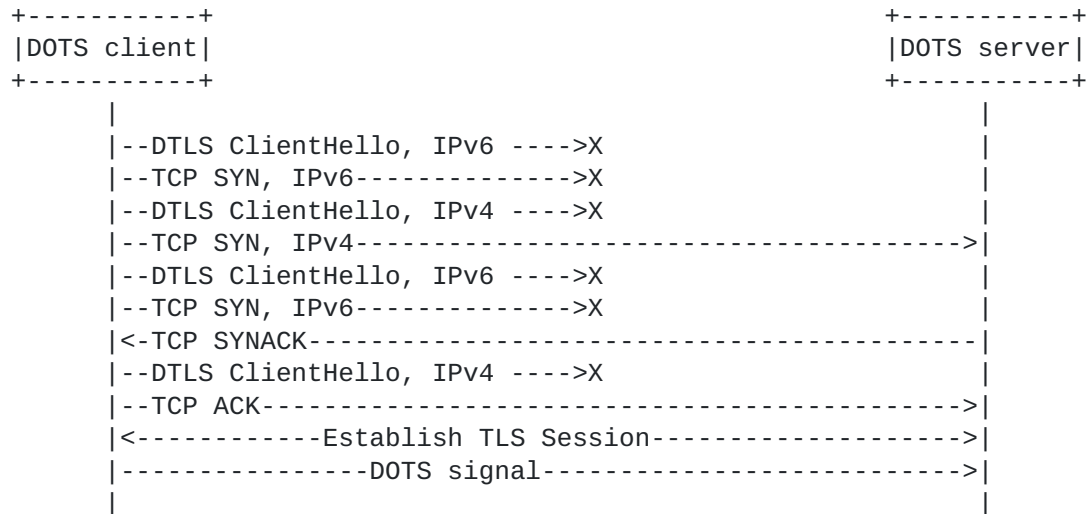 +-----------+                                           +-----------+
|DOTS client|                                           |DOTS server|
+-----------+                                           +-----------+
      |                                                       |
      |--DTLS ClientHello, IPv6 ---->X                        |
      |--TCP SYN, IPv6-------------->X                        |
      |--DTLS ClientHello, IPv4 ---->X                        |
      |--TCP SYN, IPv4--------------------------------------->|
      |--DTLS ClientHello, IPv6 ---->X                        |
      |--TCP SYN, IPv6-------------->X                        |
      |<-TCP SYNACK-------------------------------------------|
      |--DTLS ClientHello, IPv4 ---->X                        |
      |--TCP ACK--------------------------------------------->|
      |<------------Establish TLS Session-------------------->|
      |----------------DOTS signal--------------------------->|
      |                                                       |